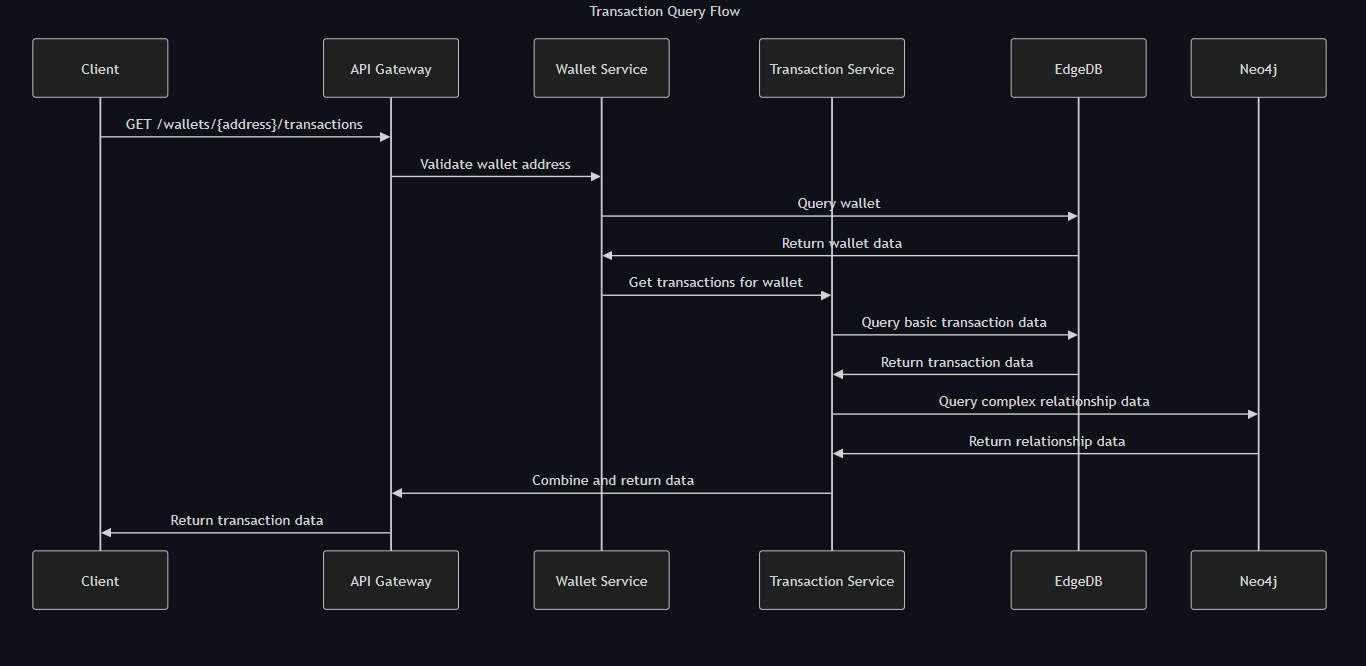 Transaction Query Flow
Client
API Gateway
Wallet Service
Transaction Service
EdgeDB
Neo4j
GET /wallets/{address}/transactions
Validate wallet address
Query wallet
Return wallet data
Get transactions for wallet
Query basic transaction data
Return transaction data
Query complex relationship data
Return relationship data
Combine and return data
Return transaction data
Client
API Gateway
Wallet Service
Transaction Service
EdgeDB
Neo4j